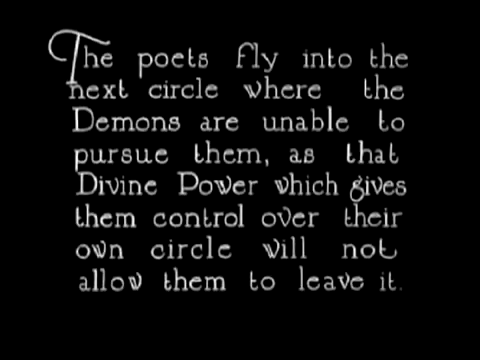 The poets fly into the
next circle where the
Demons are unable to
pursue them, as that
Divine Power which gives
them control over their
own circle will not
allow them to leave it.